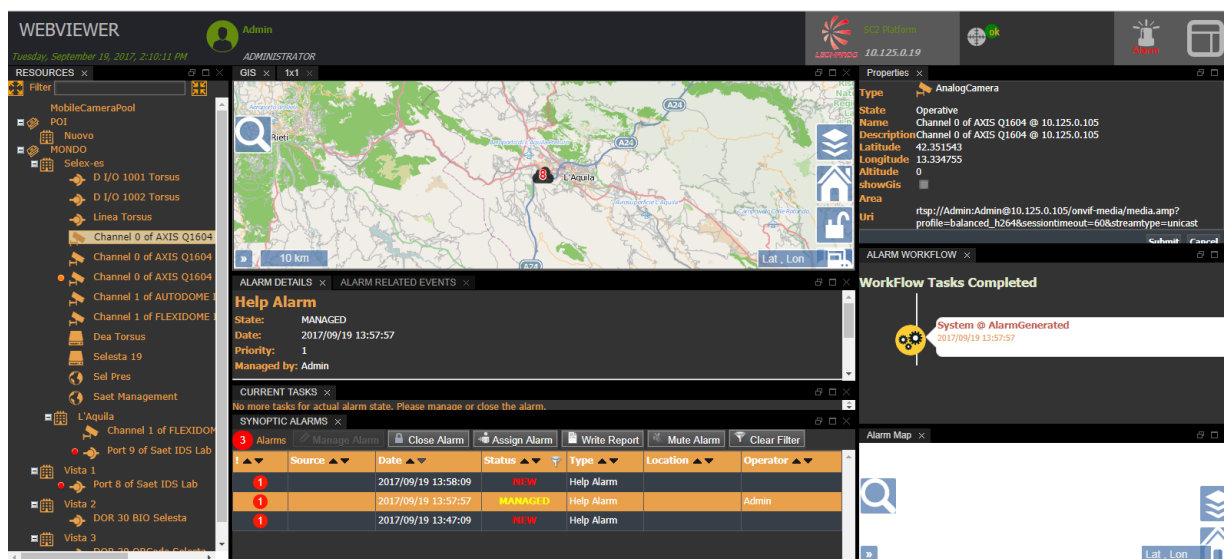 WEBVIEWER
Tuesday, September 19, 2017, 2:10:11 PM
Admin
ADMINISTRATOR
LEONARDO
SC2 Platform
10.125.0.19
ok
Alarm
RESOURCES
Filter
MobileCameraPool
POI
Nuovo
MONDO
Selex-es
D I/O 1001 Torsus
D I/O 1002 Torsus
Linea Torsus
Channel 0 of AXIS Q1604
Channel 0 of AXIS Q1604
Channel 0 of AXIS Q1604
Channel 1 of AUTODOME I
Channel 1 of FLEXIDOME I
Dea Torsus
Selesta 19
Sel Pres
Saet Management
L'Aquila
Channel 1 of FLEXIDOM
Port 9 of Saet IDS Lab
Vista 1
Port 8 of Saet IDS Lab
Vista 2
DOR 30 BIO Selesta
Vista 3
GIS 1x1
A24
Rieti
A24
8
L'Aquila
A24
» 10 km
Lat , Lon
ALARM DETAILS ALARM RELATED EVENTS
Help Alarm
State: MANAGED
Date: 2017/09/19 13:57:57
Priority: 1
Managed by: Admin
CURRENT TASKS
No more tasks for actual alarm state. Please manage or close the alarm.
SYNOPTIC ALARMS
3 Alarms Manage Alarm Close Alarm Assign Alarm Write Report Mute Alarm Clear Filter
! Source Date Status Type Location Operator
1 2017/09/19 13:58:09 NEW Help Alarm
1 2017/09/19 13:57:57 MANAGED Help Alarm Admin
1 2017/09/19 13:47:09 NEW Help Alarm
Properties
Type AnalogCamera
State Operative
Name Channel 0 of AXIS Q1604 @ 10.125.0.105
Description Channel 0 of AXIS Q1604 @ 10.125.0.105
Latitude 42.351543
Longitude 13.334755
Altitude 0
showGis
Area
Uri rtsp://Admin:Admin@10.125.0.105/onvif-media/media.amp?
profile=balanced_h264&sessiontimeout=60&streamtype=unicast
Submit Cancel
ALARM WORKFLOW
WorkFlow Tasks Completed
System @ AlarmGenerated
2017/09/19 13:57:57
Alarm Map
»
Lat , Lon